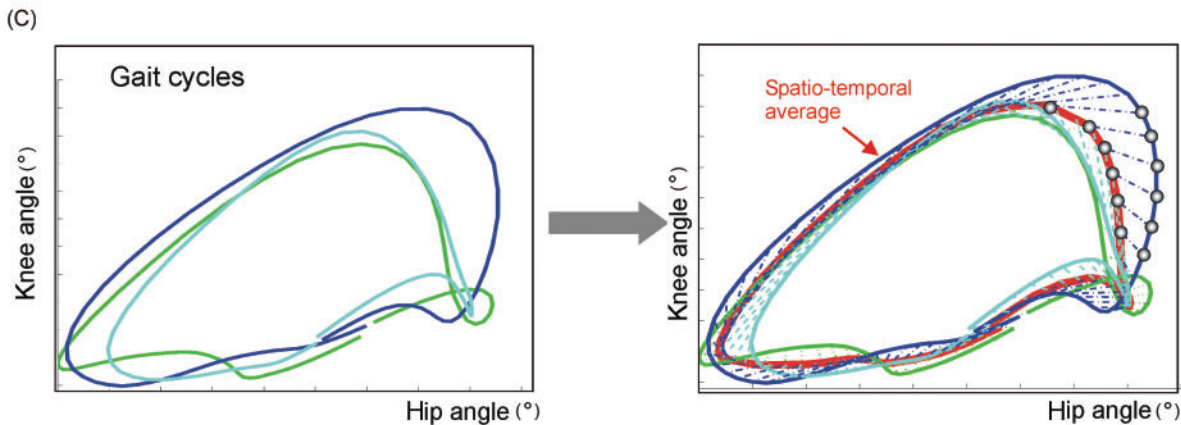 (C)
Gait cycles
Knee angle (°)
Hip angle (°)
Spatio-temporal
average
Knee angle (°)
Hip angle (°)